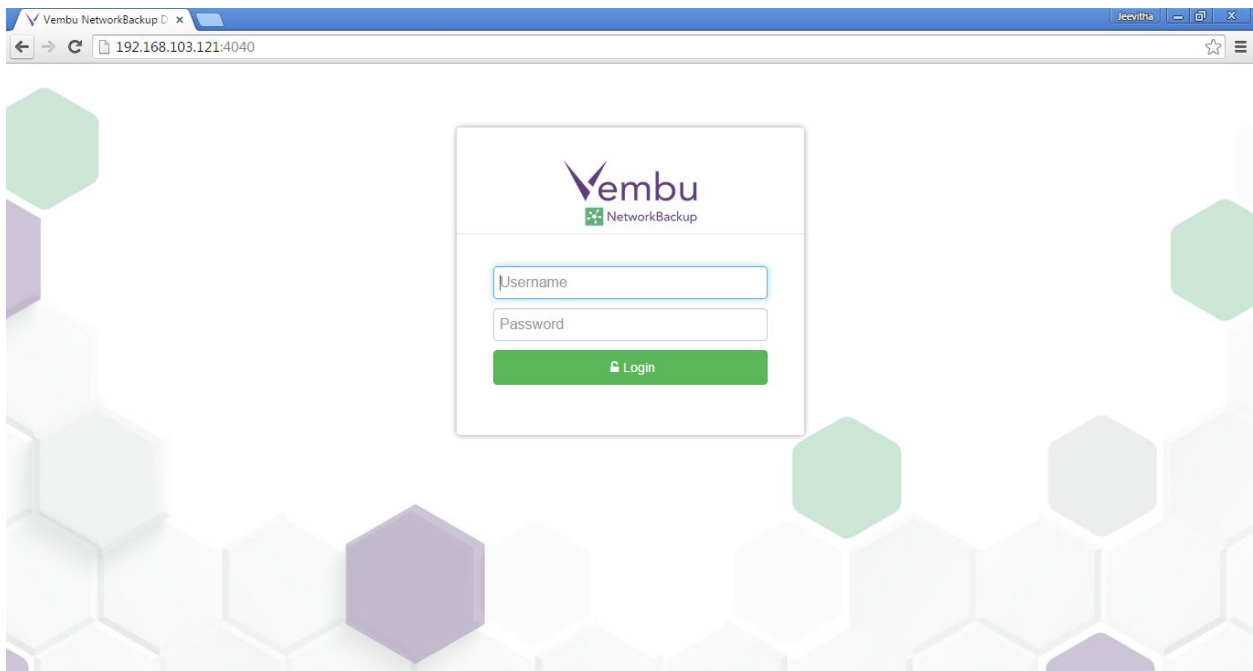 Vembu NetworkBackup D
Jeevitha
192.168.103.121:4040
Vembu
NetworkBackup
Username
Password
Login